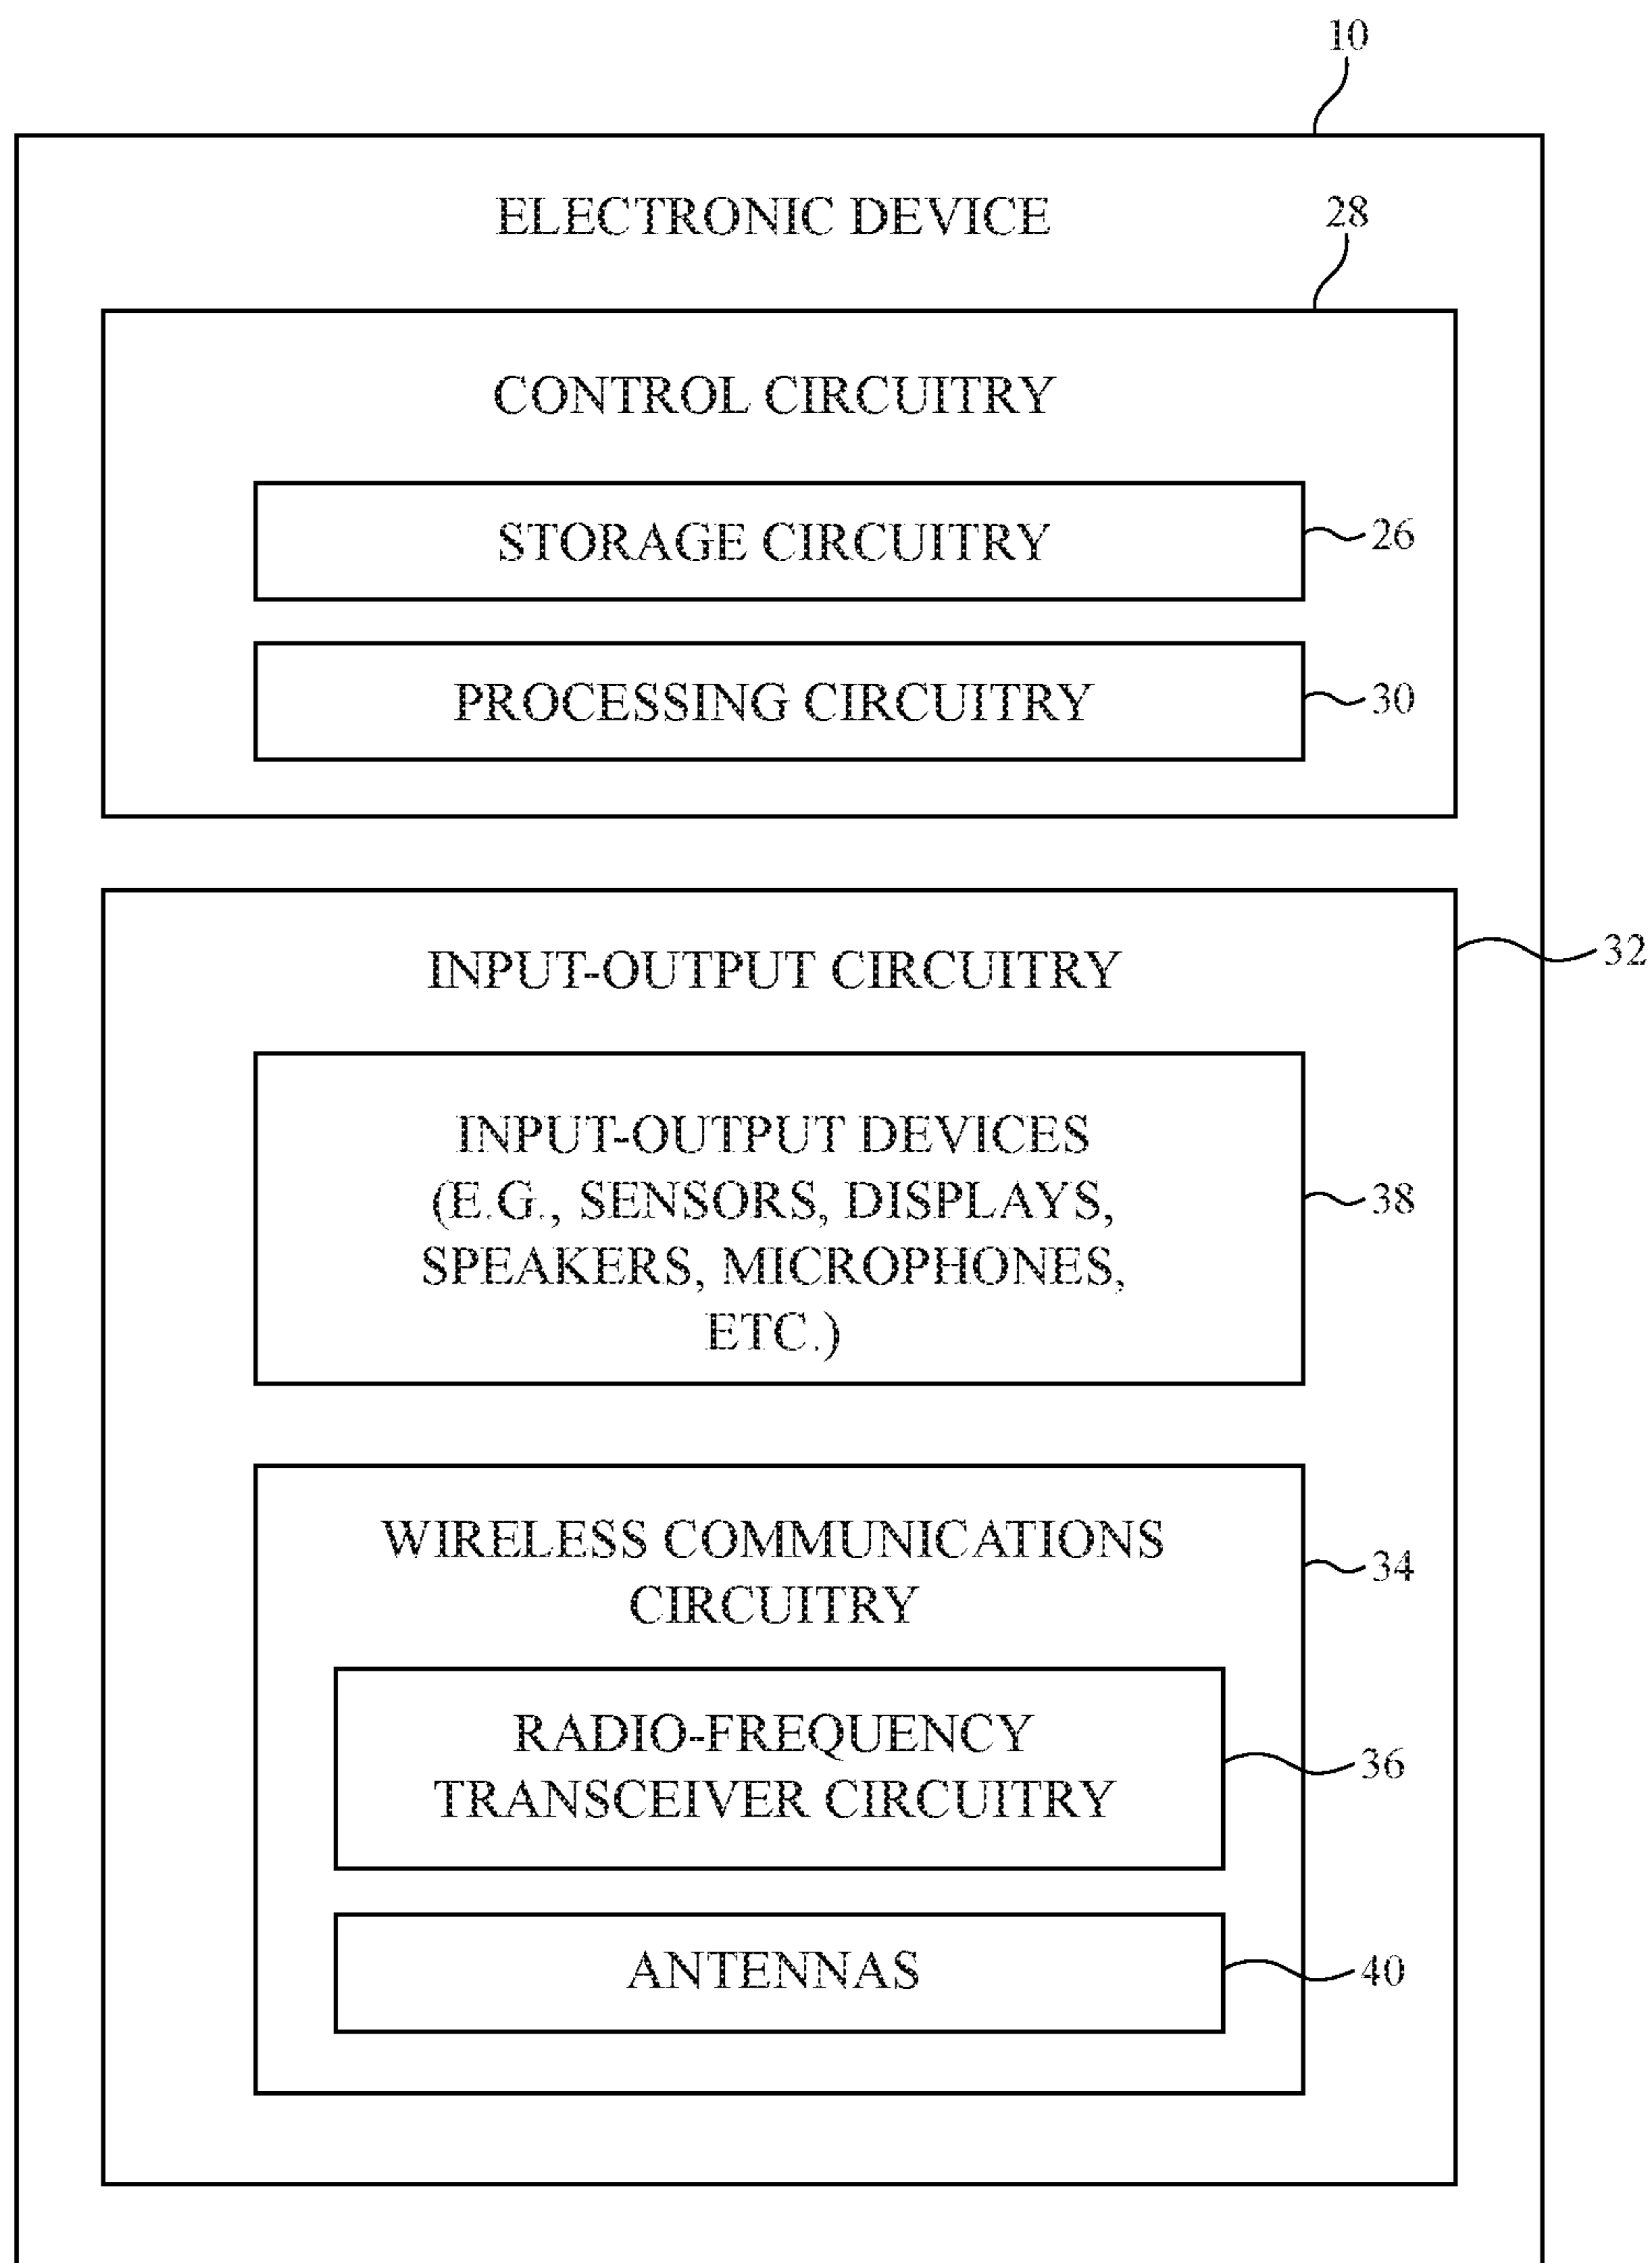 10
ELECTRONIC DEVICE
28
CONTROL CIRCUITRY
STORAGE CIRCUITRY
26
PROCESSING CIRCUITRY
30
INPUT-OUTPUT CIRCUITRY
32
INPUT-OUTPUT DEVICES
(E.G., SENSORS, DISPLAYS,
SPEAKERS, MICROPHONES,
ETC.)
38
WIRELESS COMMUNICATIONS
CIRCUITRY
34
RADIO-FREQUENCY
TRANSCEIVER CIRCUITRY
36
ANTENNAS
40